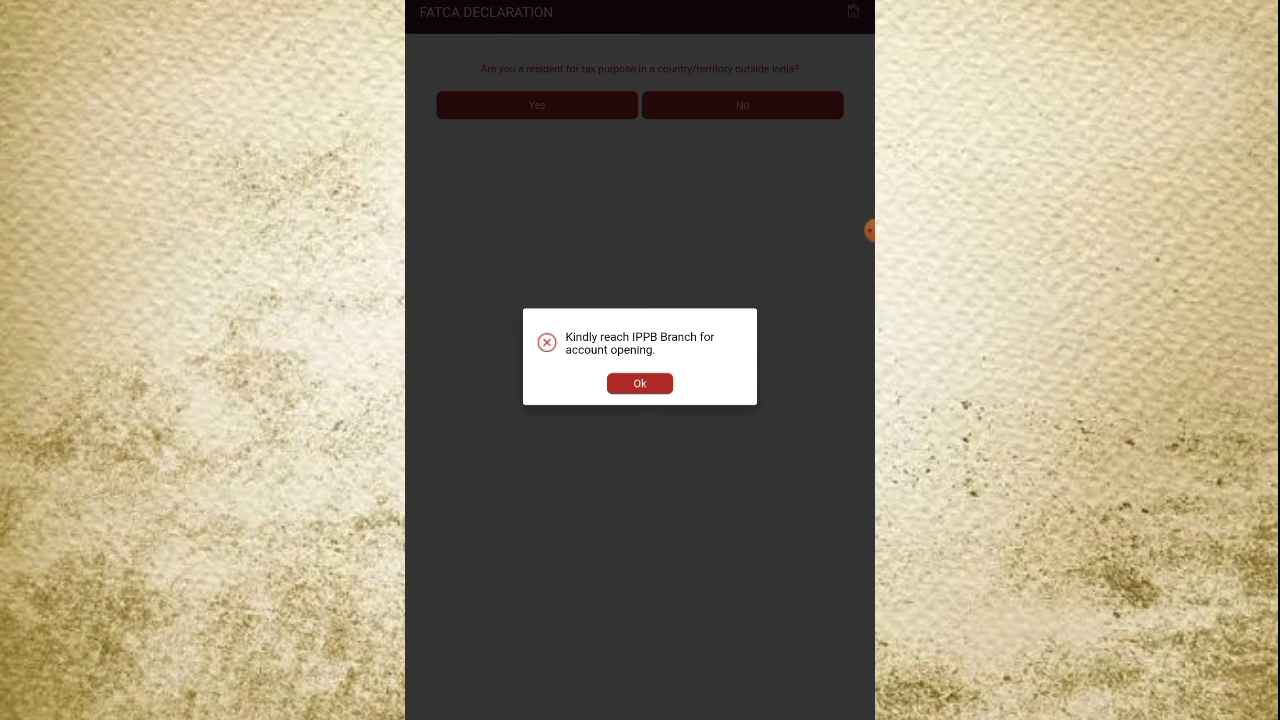 FATCA DECLARATION
Are you a resident for tax purpose in a country/territory outside India?
Yes
No
Kindly reach IPPB Branch for
account opening.
Ok